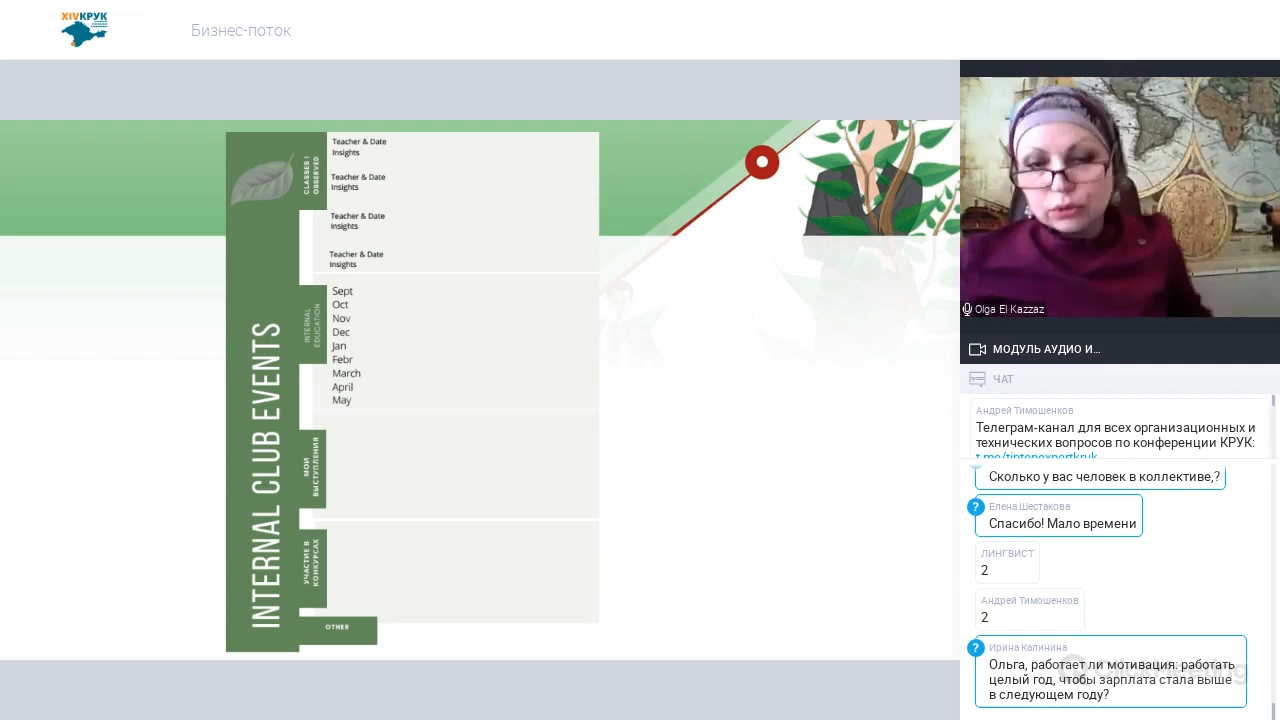 XIVКРУК
Бизнес-поток
CLASSES I
OBSERVED
Teacher & Date
Insights
Teacher & Date
Insights
Teacher & Date
Insights
Teacher & Date
Insights
INTERNAL CLUB EVENTS
INTERNAL
EDUCATION
Sept
Oct
Nov
Dec
Jan
Febr
March
April
May
МОИ
ВЫСТУПЛЕНИЯ
УЧАСТИЕ В
КОНКУРСАХ
OTHER
Olga El Kazzaz
МОДУЛЬ АУДИО И...
ЧАТ
Андрей Тимошенков
Телеграм-канал для всех организационных и
технических вопросов по конференции КРУК:
t.me/tiptopexpertkruk
Сколько у вас человек в коллективе,?
?
Елена Шестакова
Спасибо! Мало времени
ЛИНГВИСТ
2
Андрей Тимошенков
2
?
Ирина Калинина
Ольга, работает ли мотивация: работать
целый год, чтобы зарплата стала выше
в следующем году?
ClickMeeting